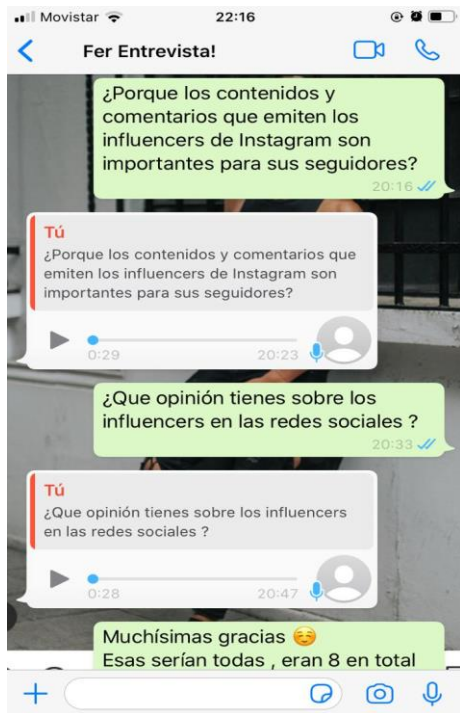 Movistar 22:16
Fer Entrevista!
¿Porque los contenidos y
comentarios que emiten los
influencers de Instagram son
importantes para sus seguidores?
20:16
Tú
¿Porque los contenidos y comentarios que
emiten los influencers de Instagram son
importantes para sus seguidores?
0:29 20:23
¿Que opinión tienes sobre los
influencers en las redes sociales ?
20:33
Tú
¿Que opinión tienes sobre los influencers
en las redes sociales ?
0:28 20:47
Muchísimas gracias ☺️
Esas serían todas , eran 8 en total